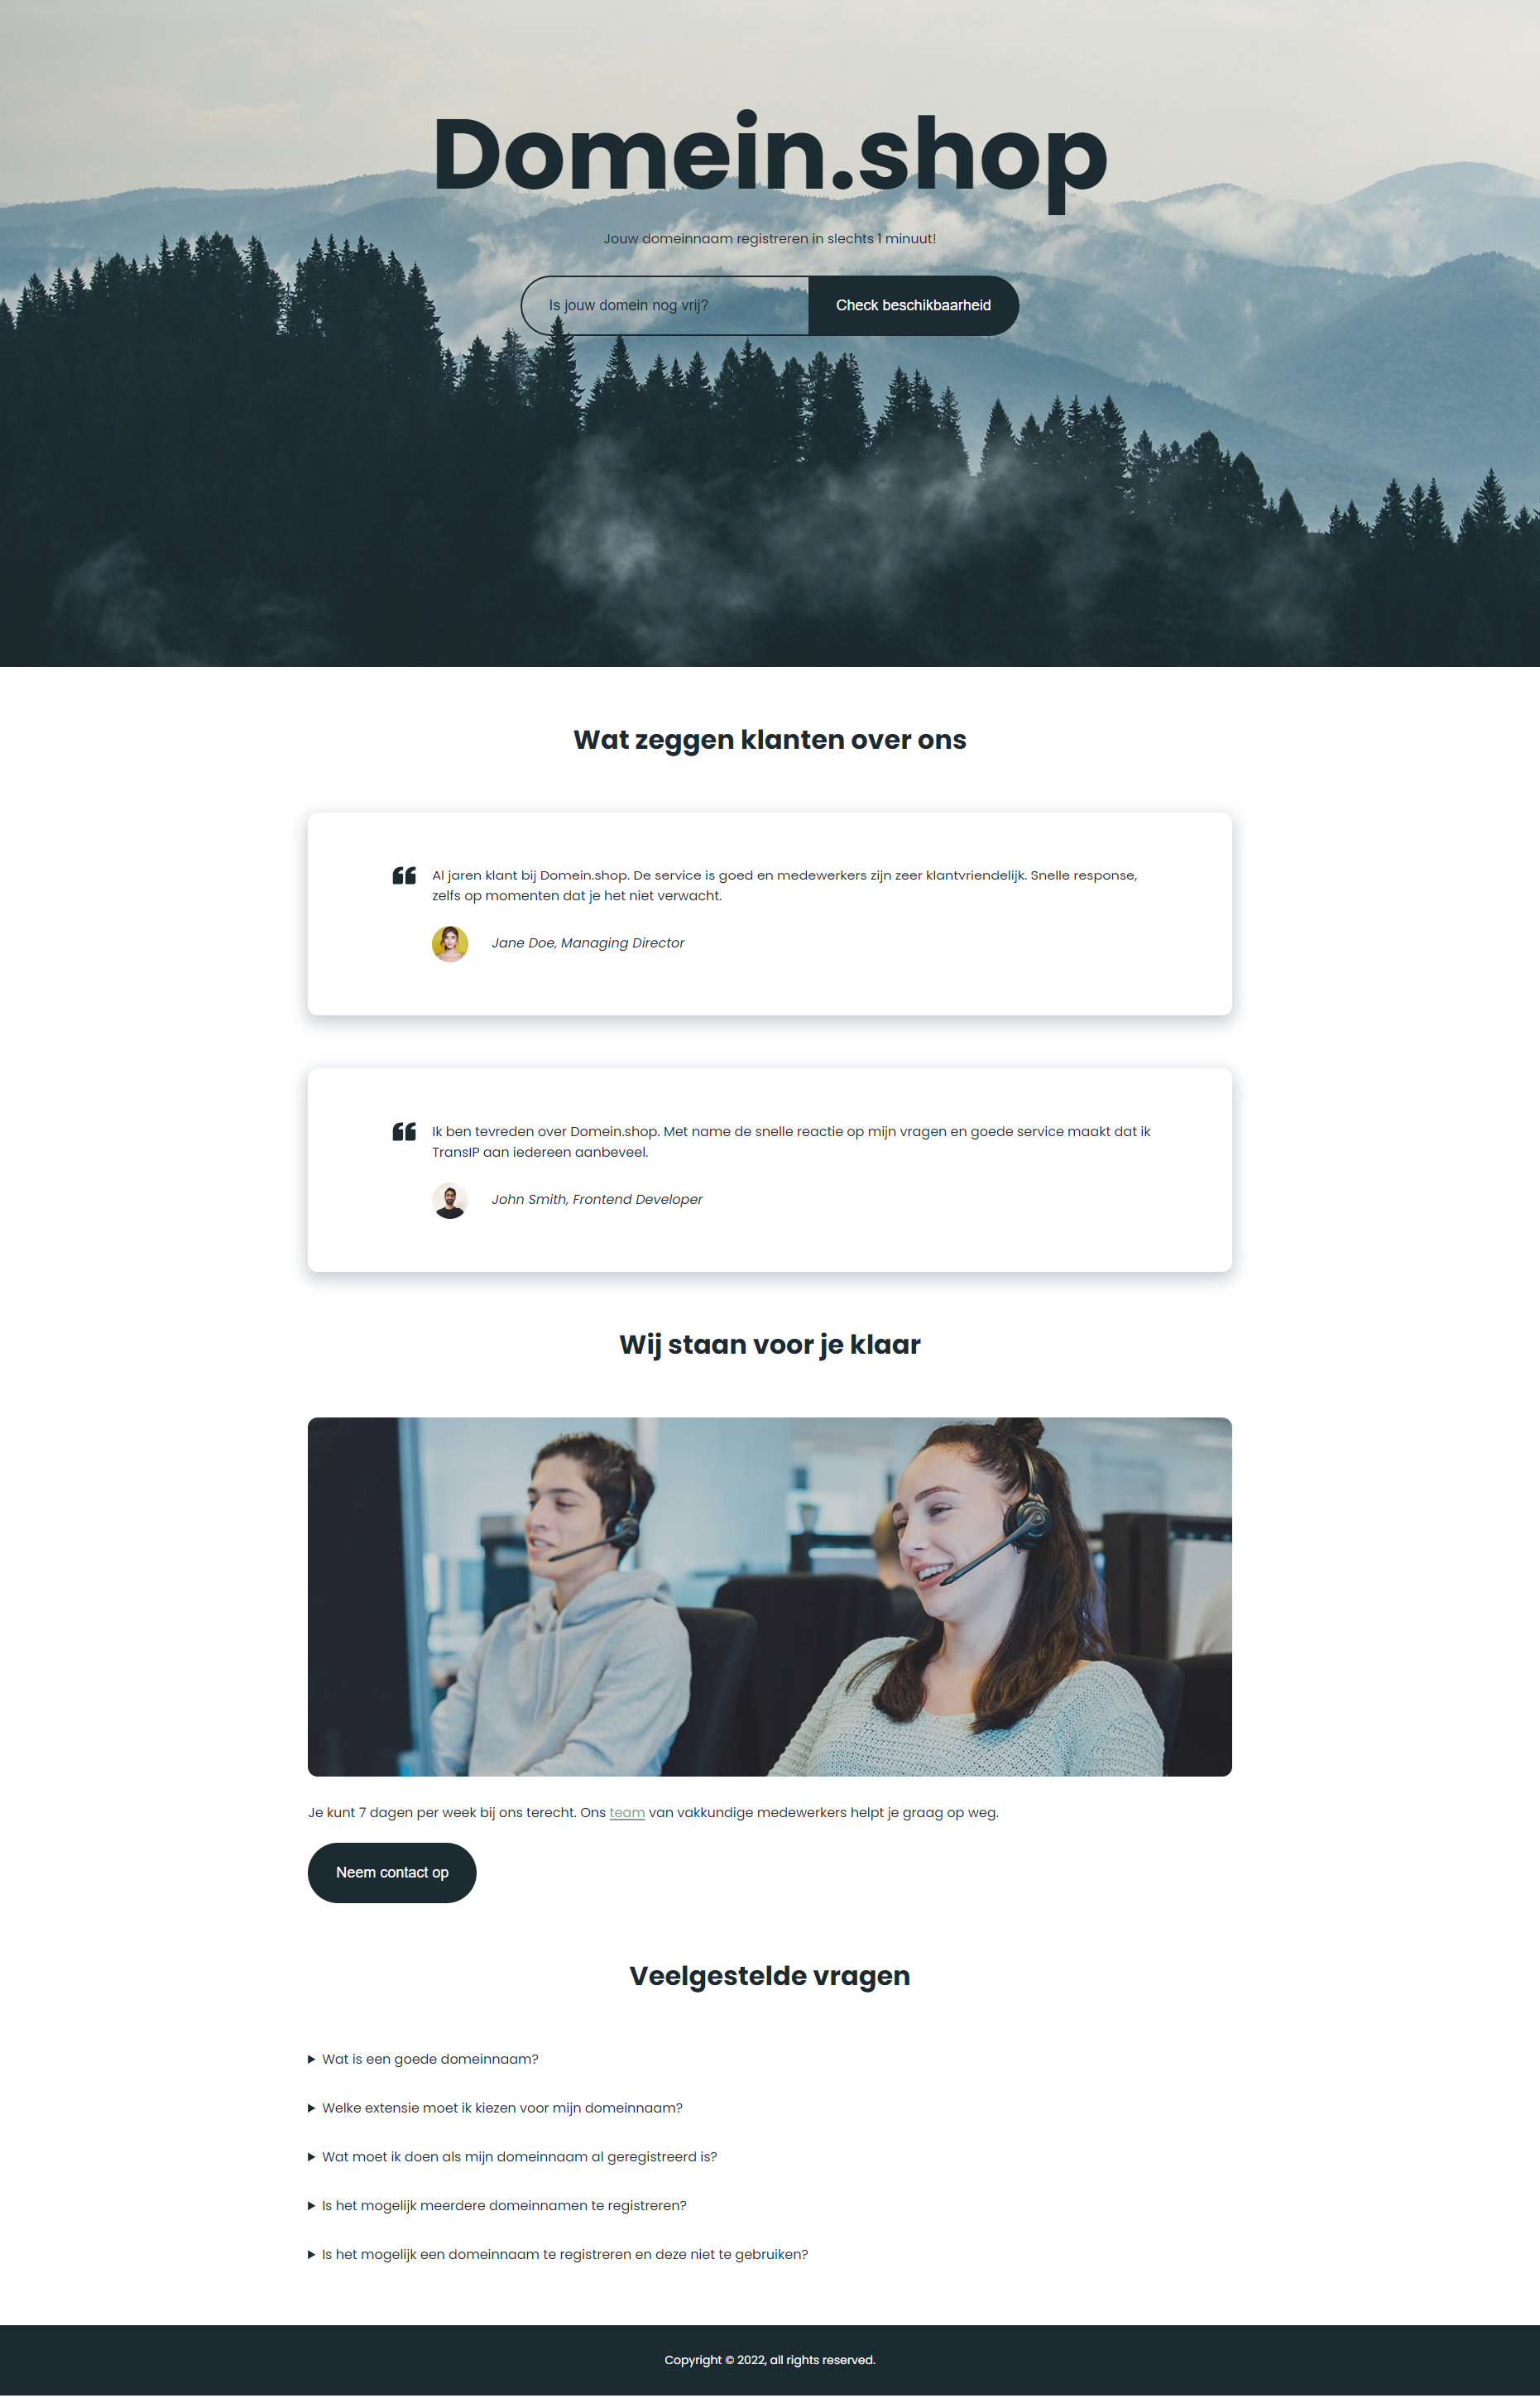 Domein.shop
Jouw domeinnaam registreren in slechts 1 minuut!
Is jouw domein nog vrij?
Check beschikbaarheid
Wat zeggen klanten over ons
Al jaren klant bij Domein.shop. De service is goed en medewerkers zijn zeer klantvriendelijk. Snelle response,
zelfs op momenten dat je het niet verwacht.
Jane Doe, Managing Director
Ik ben tevreden over Domein.shop. Met name de snelle reactie op mijn vragen en goede service maakt dat ik
TransIP aan iedereen aanbeveel.
John Smith, Frontend Developer
Wij staan voor je klaar
Je kunt 7 dagen per week bij ons terecht. Ons team van vakkundige medewerkers helpt je graag op weg.
Neem contact op
Veelgestelde vragen
Wat is een goede domeinnaam?
Welke extensie moet ik kiezen voor mijn domeinnaam?
Wat moet ik doen als mijn domeinnaam al geregistreerd is?
Is het mogelijk meerdere domeinnamen te registreren?
Is het mogelijk een domeinnaam te registreren en deze niet te gebruiken?
Copyright © 2022, all rights reserved.